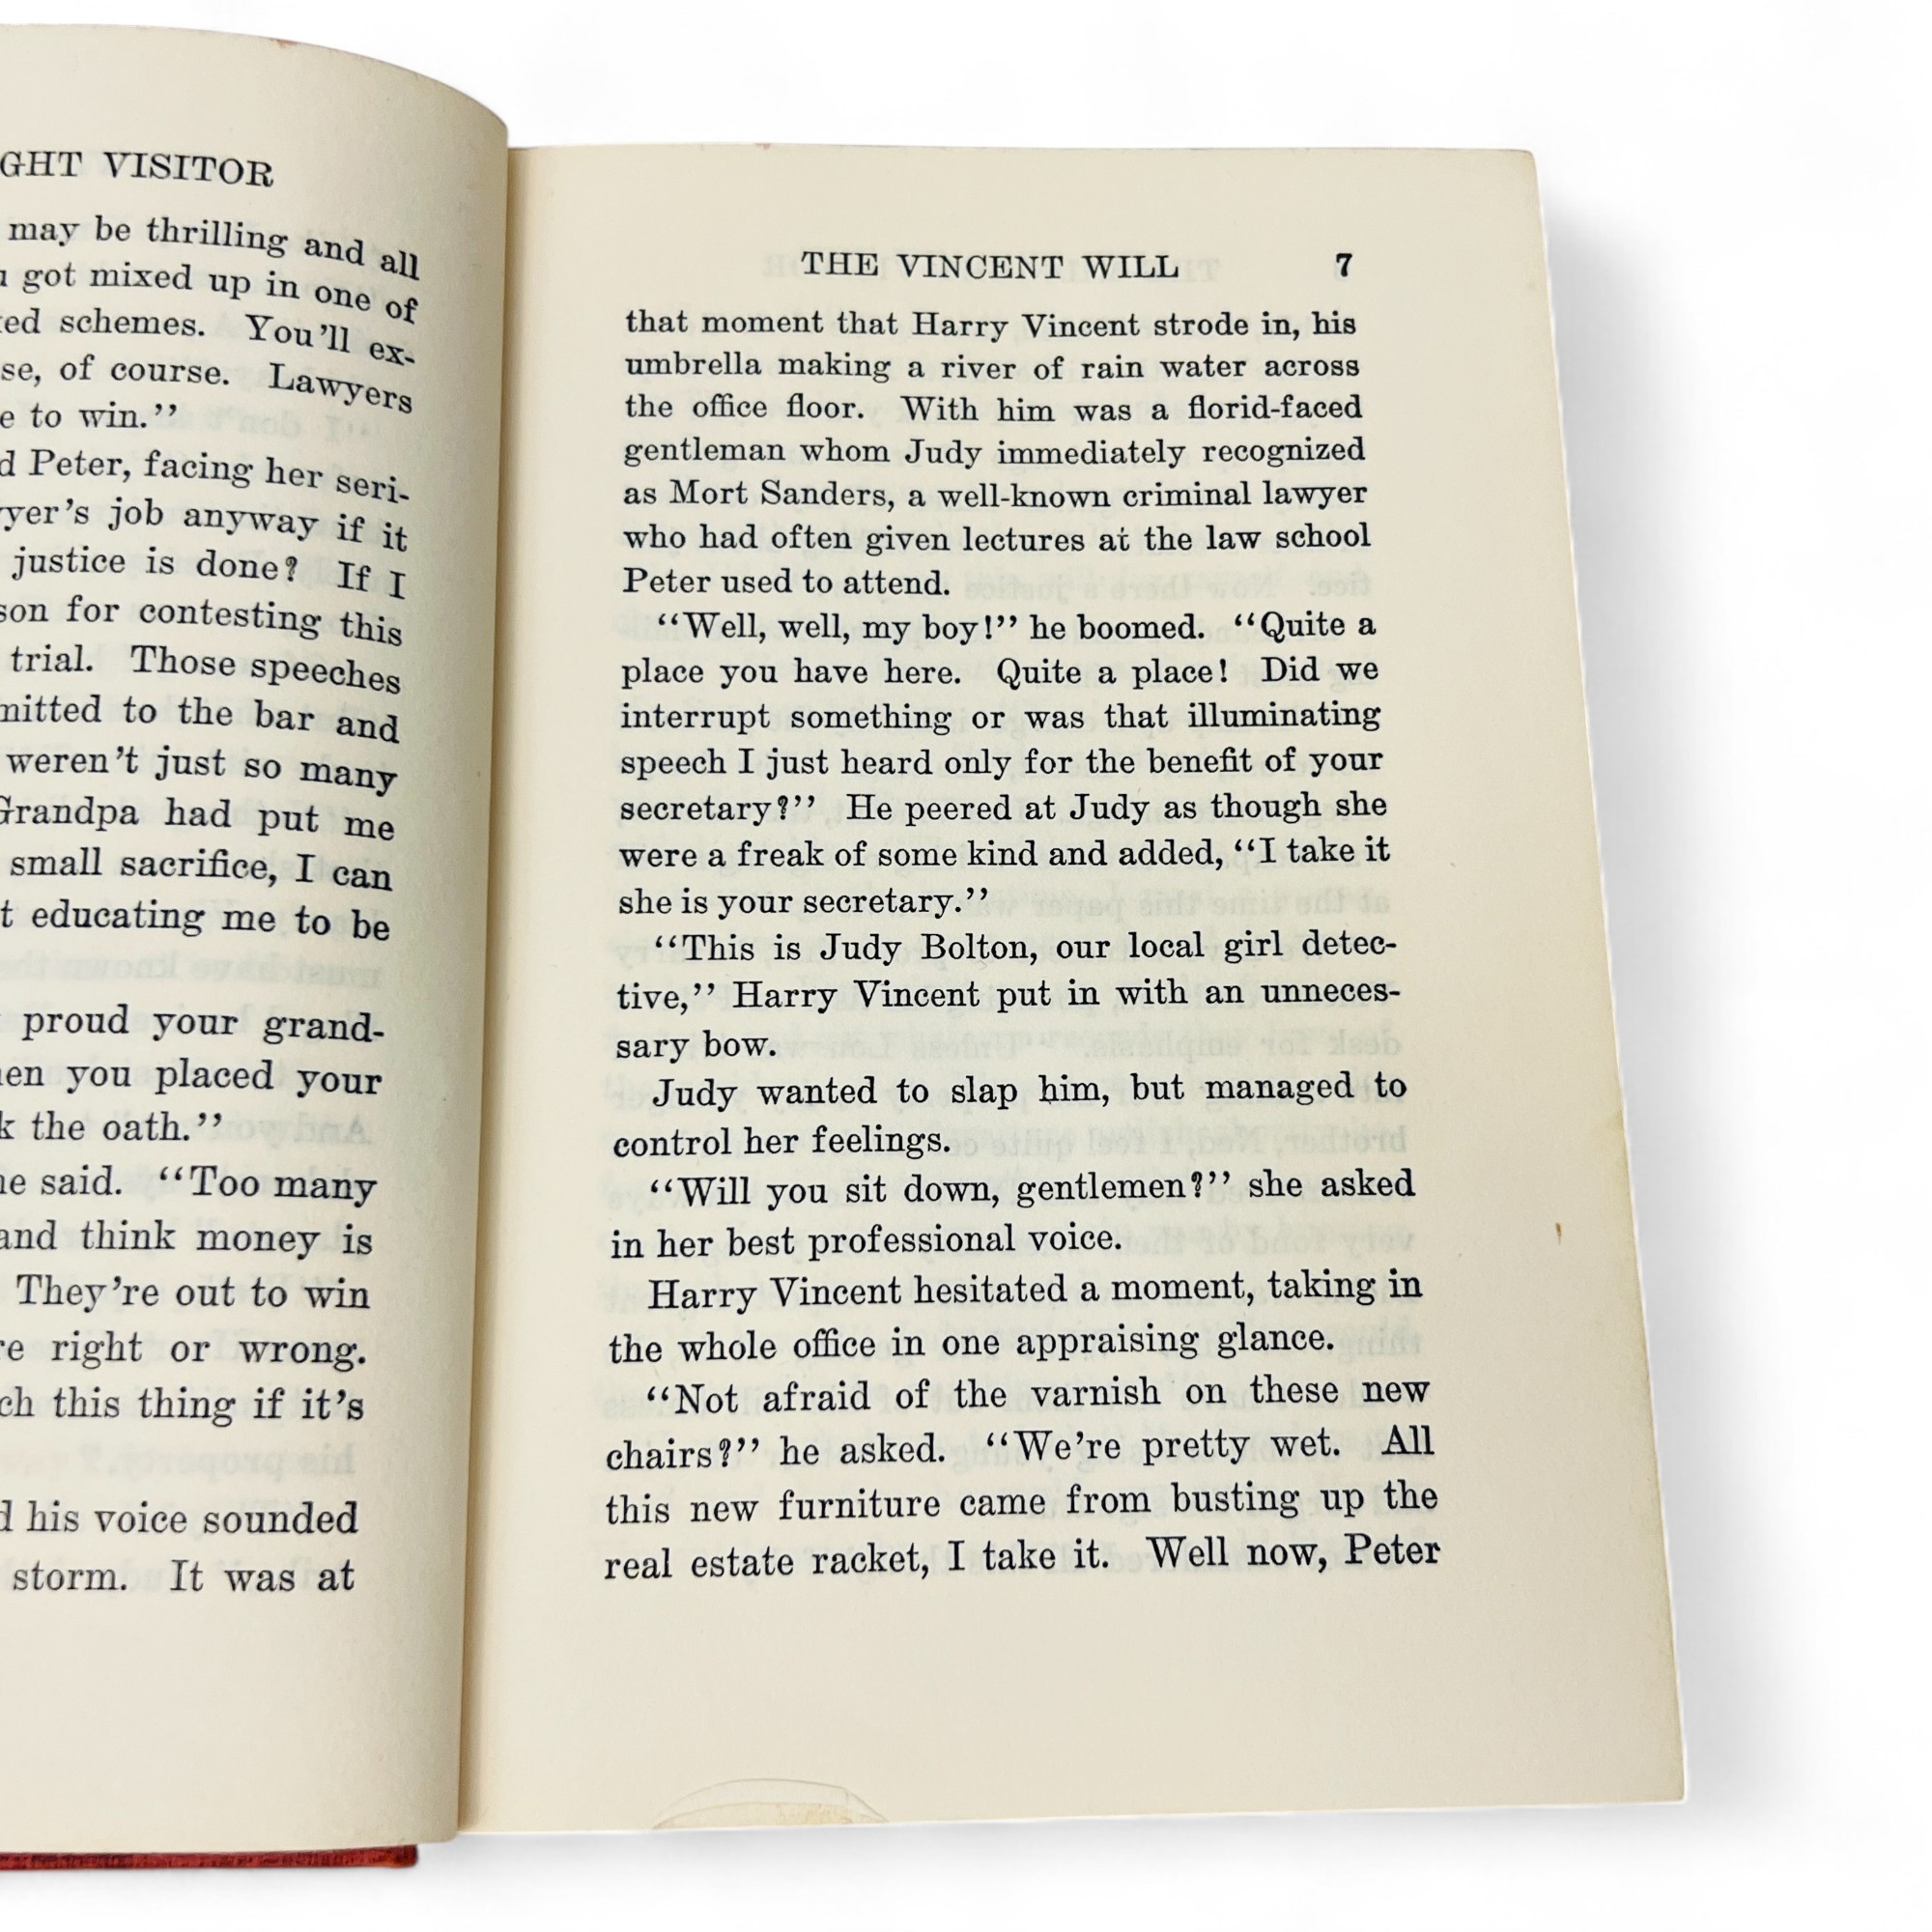 GHT VISITOR
may be thrilling and all
got mixed up in one of
schemes. You'll ex-
se, of course. Lawyers
e to win.''
d Peter, facing her seri-
yer's job anyway if it
justice is done? If I
son for contesting this
trial. Those speeches
mitted to the bar and
weren't just so many
Grandpa had put me
small sacrifice, I can
t educating me to be
proud your grand-
en you placed your
k the oath.''
he said. ‘‘Too many
and think money is
They're out to win
re right or wrong.
ch this thing if it's
d his voice sounded
storm. It was at
THE VINCENT WILL 7
that moment that Harry Vincent strode in, his
umbrella making a river of rain water across
the office floor. With him was a florid-faced
gentleman whom Judy immediately recognized
as Mort Sanders, a well-known criminal lawyer
who had often given lectures at the law school
Peter used to attend.
‘‘Well, well, my boy!'' he boomed. ‘‘Quite a
place you have here. Quite a place! Did we
interrupt something or was that illuminating
speech I just heard only for the benefit of your
secretary?'' He peered at Judy as though she
were a freak of some kind and added, ‘‘I take it
she is your secretary.''
‘‘This is Judy Bolton, our local girl detec-
tive,'' Harry Vincent put in with an unneces-
sary bow.
Judy wanted to slap him, but managed to
control her feelings.
‘‘Will you sit down, gentlemen?'' she asked
in her best professional voice.
Harry Vincent hesitated a moment, taking in
the whole office in one appraising glance.
‘‘Not afraid of the varnish on these new
chairs?'' he asked. ‘‘We're pretty wet. All
this new furniture came from busting up the
real estate racket, I take it. Well now, Peter